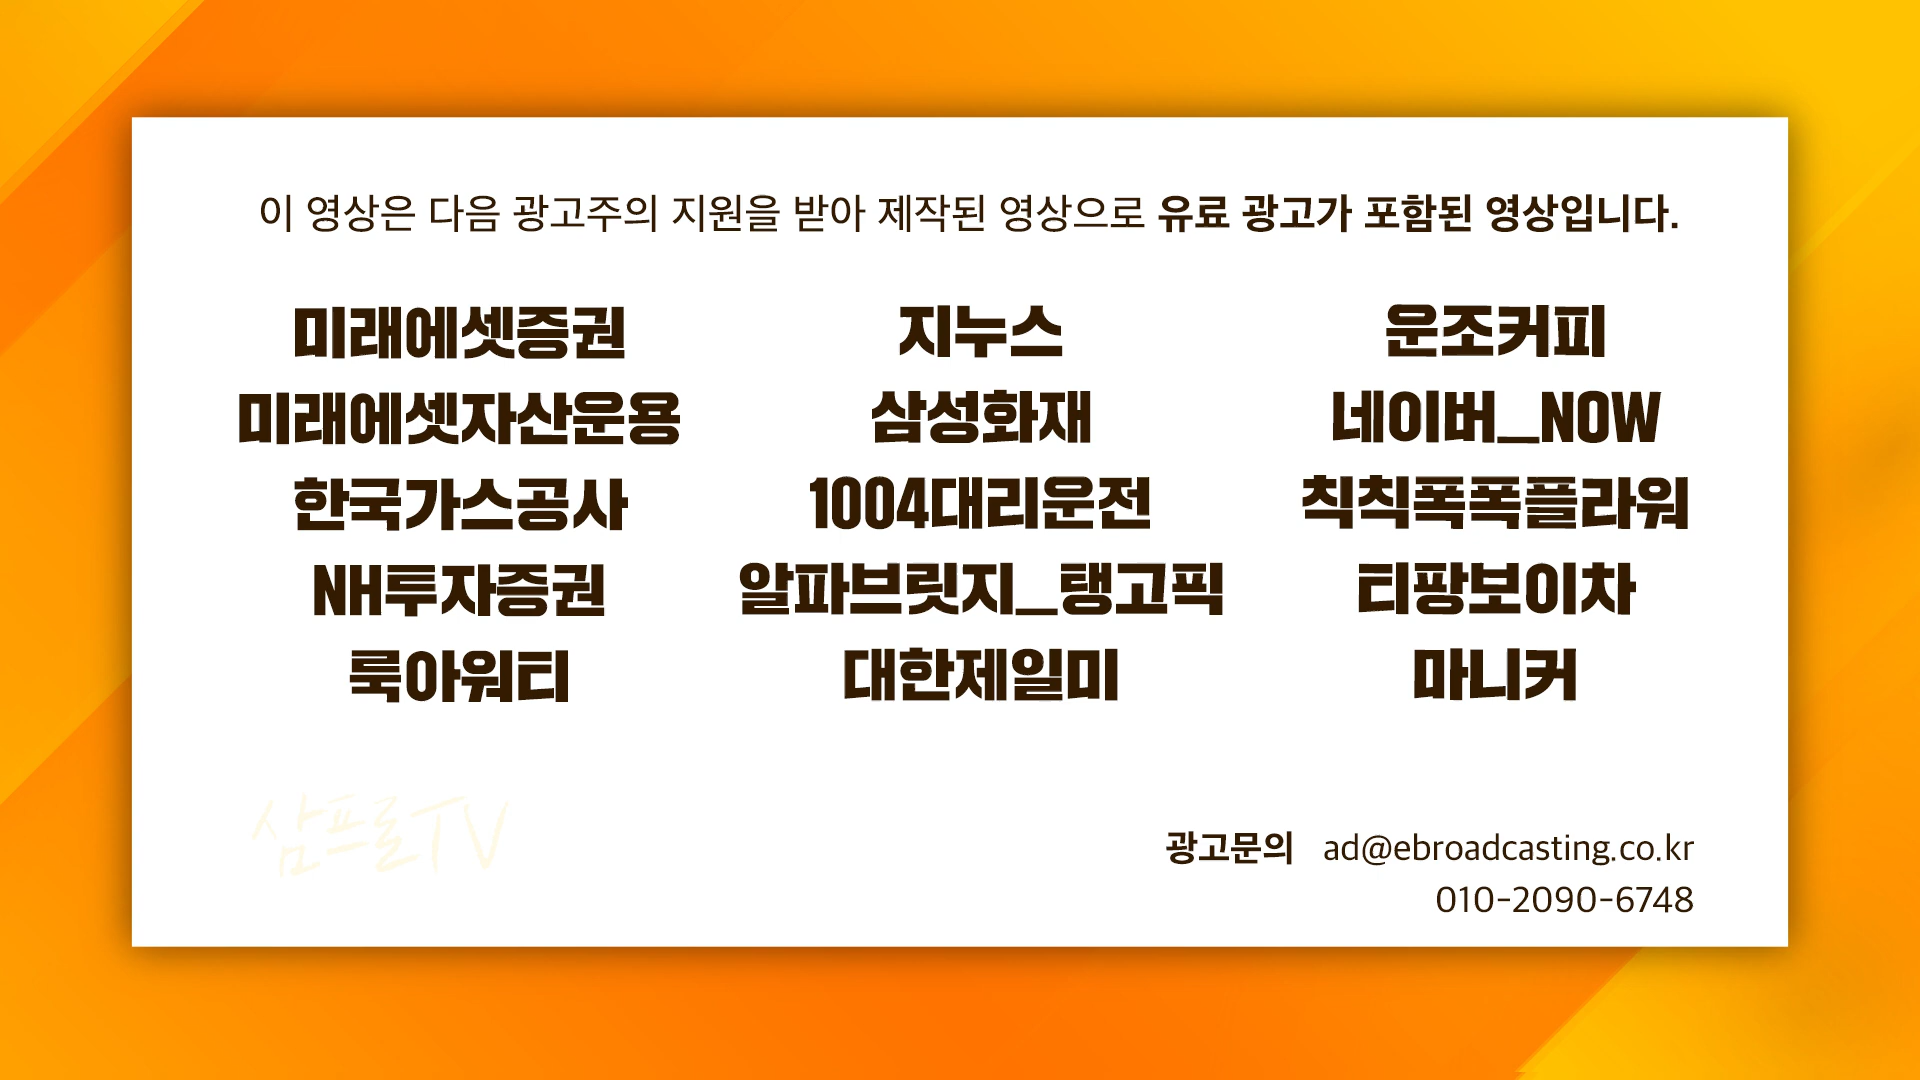 이 영상은 다음 광고주의 지원을 받아 제작된 영상으로 유료 광고가 포함된 영상입니다.
미래에셋증권
미래에셋자산운용
한국가스공사
NH투자증권
룩아워티
지누스
삼성화재
1004대리운전
알파브릿지_탱고픽
대한제일미
운조커피
네이버_NOW
칙칙폭폭플라워
티팡보이차
마니커
삼프로TV
광고문의 ad@ebroadcasting.co.kr
010-2090-6748